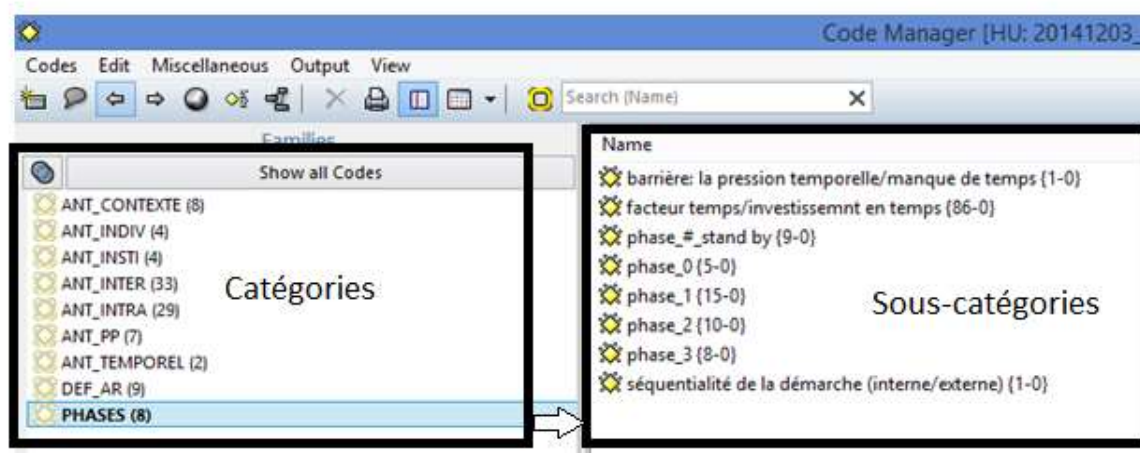 Code Manager [HU: 20141203_
Codes Edit Miscellaneous Output View
Search (Name)
Families
Show all Codes
ANT_CONTEXTE (8)
ANT_INDIV (4)
ANT_INSTI (4)
ANT_INTER (33)
ANT_INTRA (29)
ANT_PP (7)
ANT_TEMPOREL (2)
DEF_AR (9)
PHASES (8)
Catégories
Name
barrière: la pression temporelle/manque de temps {1-0}
facteur temps/investissemnt en temps {86-0}
phase_#_stand by {9-0}
phase_0 {5-0}
phase_1 {15-0}
phase_2 {10-0}
phase_3 {8-0}
séquentialité de la démarche (interne/externe) {1-0}
Sous-catégories